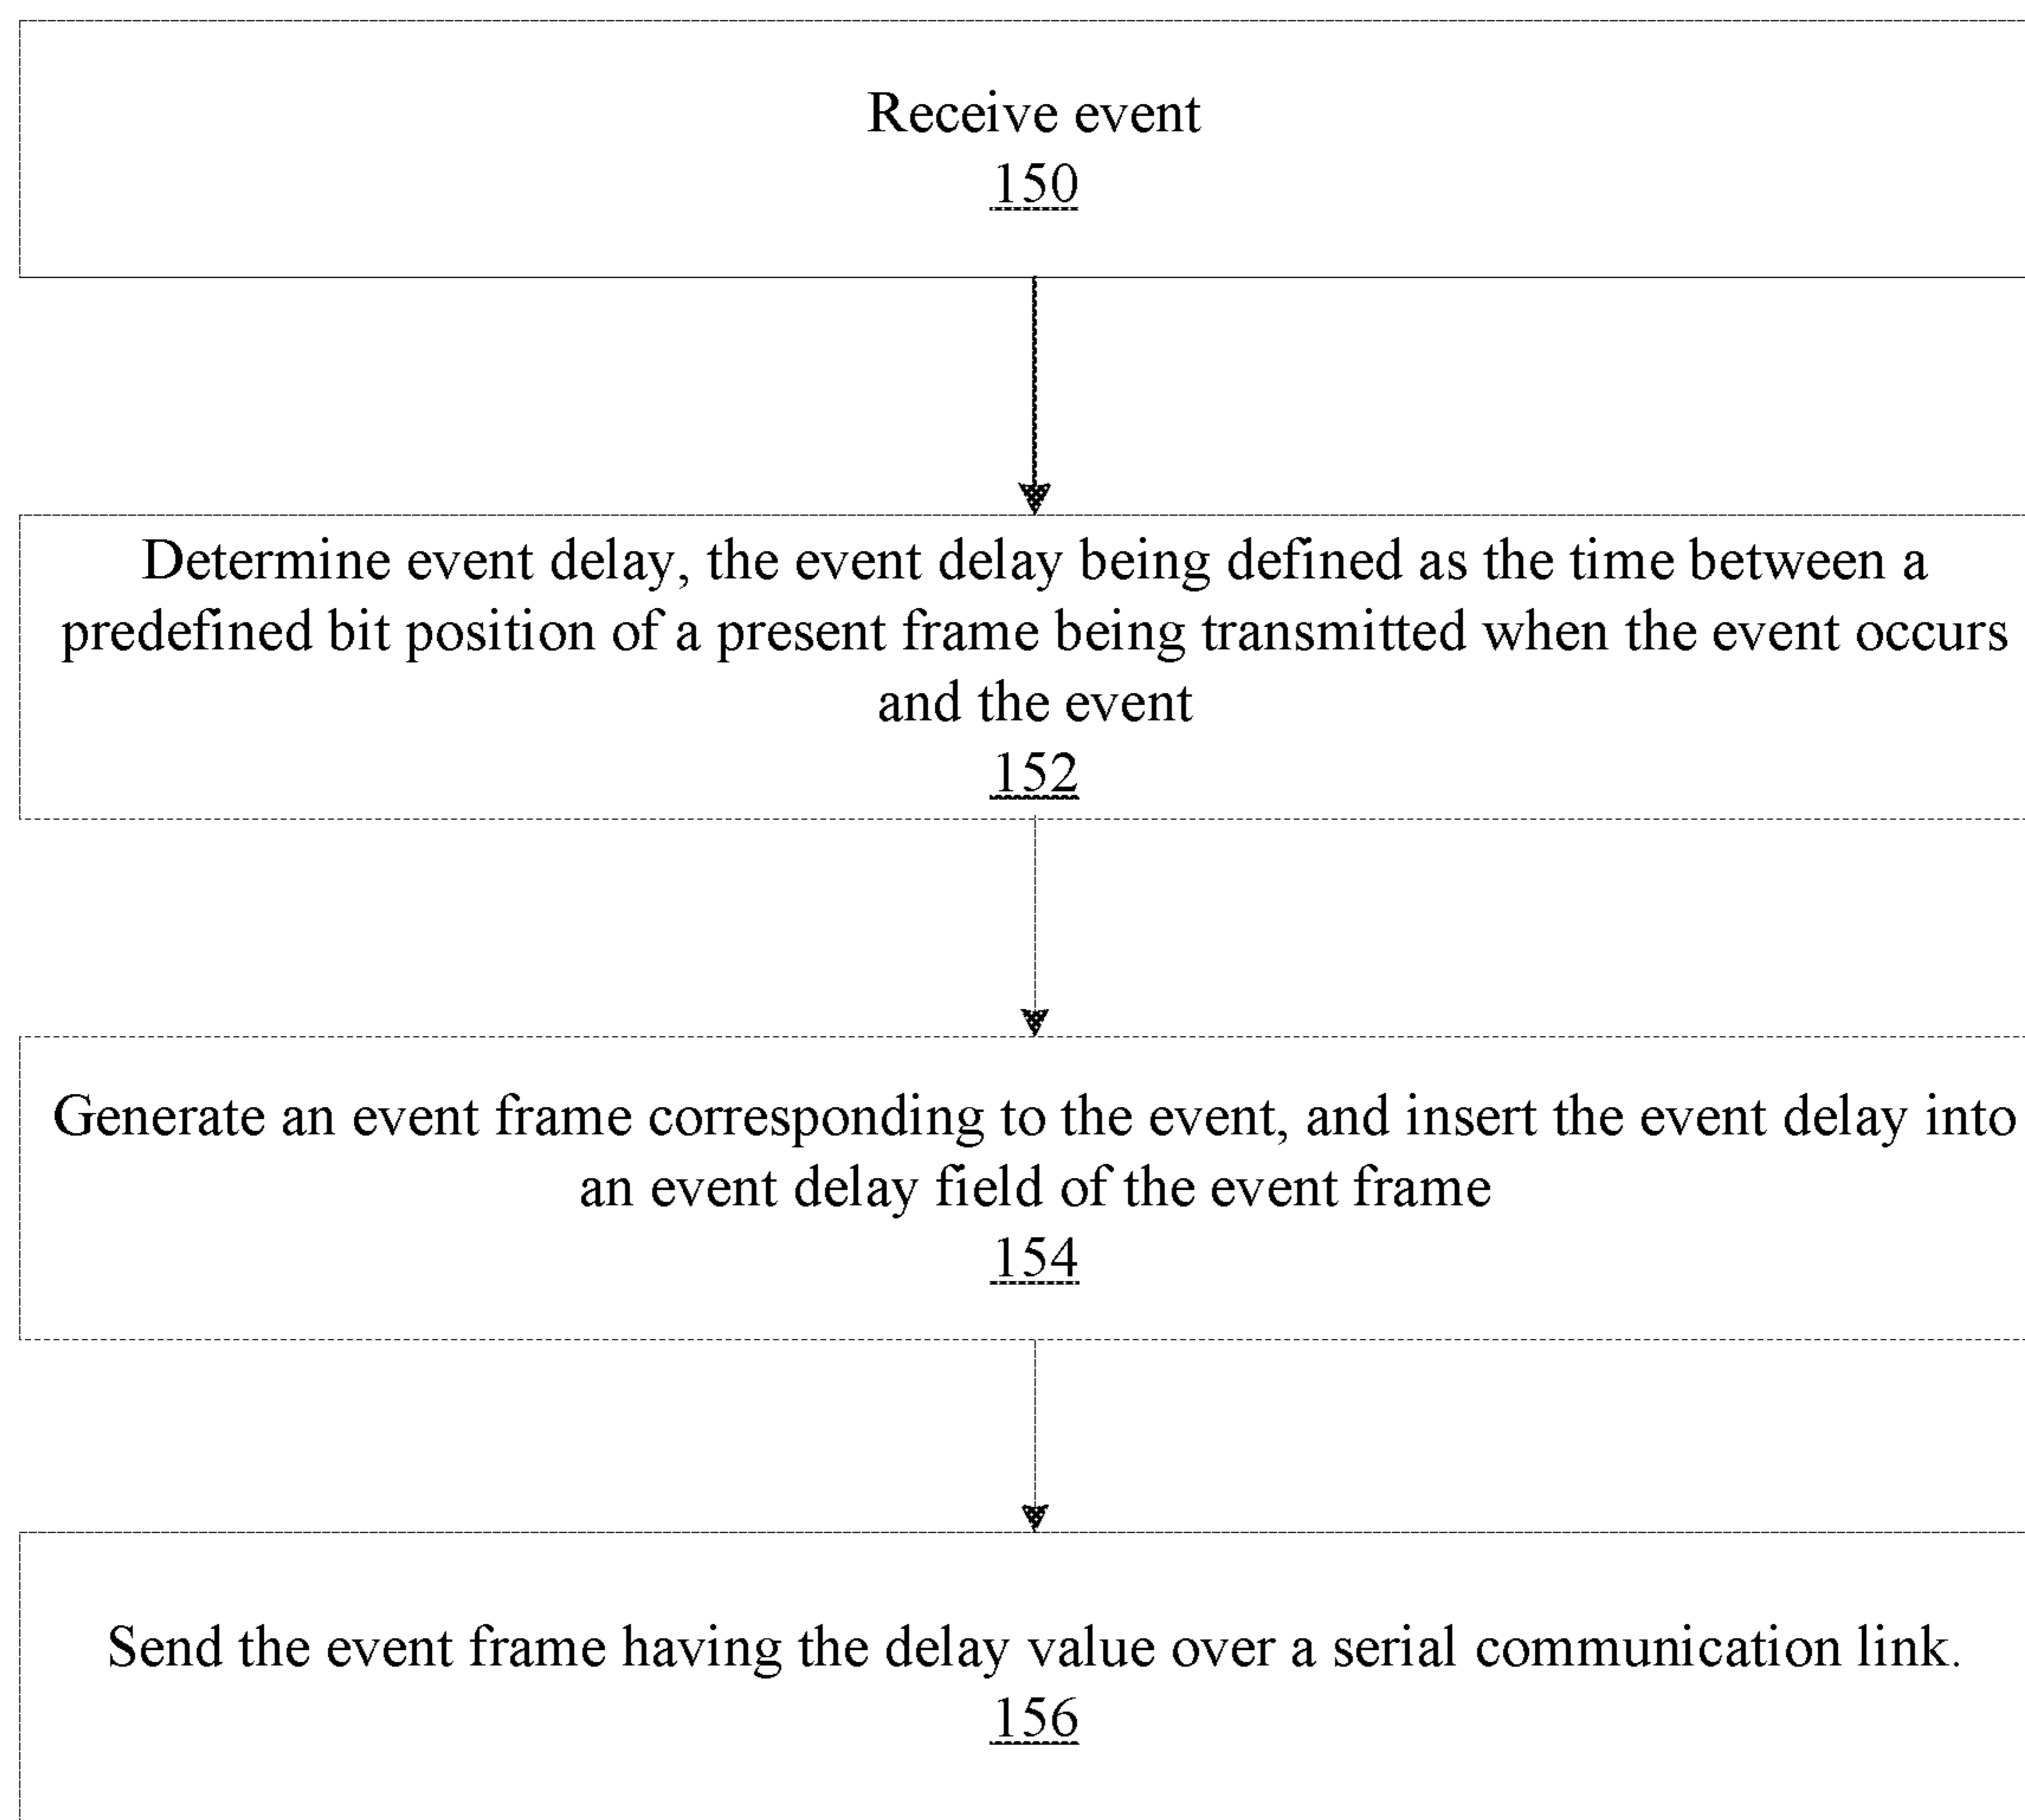 Receive event
150
Determine event delay, the event delay being defined as the time between a
predefined bit position of a present frame being transmitted when the event occurs
and the event
152
Generate an event frame corresponding to the event, and insert the event delay into
an event delay field of the event frame
154
Send the event frame having the delay value over a serial communication link.
156